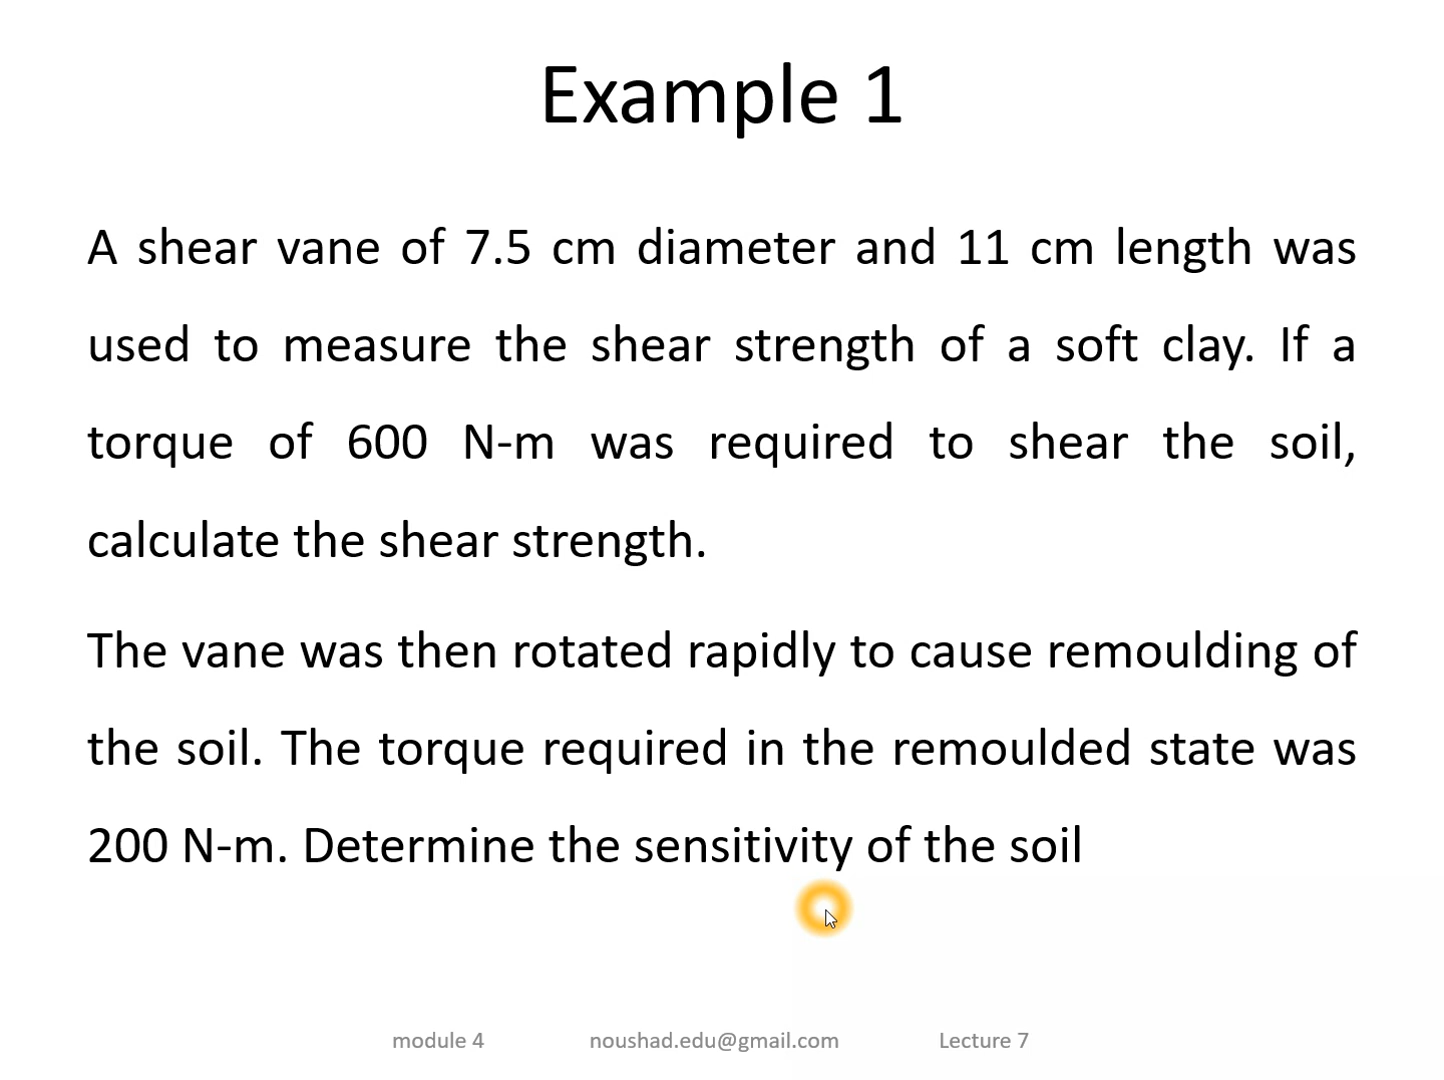 Example 1
A shear vane of 7.5 cm diameter and 11 cm length was
used to measure the shear strength of a soft clay. If a
torque of 600 N-m was required to shear the soil,
calculate the shear strength.
The vane was then rotated rapidly to cause remoulding of
the soil. The torque required in the remoulded state was
200 N-m. Determine the sensitivity of the soil
module 4 noushad.edu@gmail.com Lecture 7